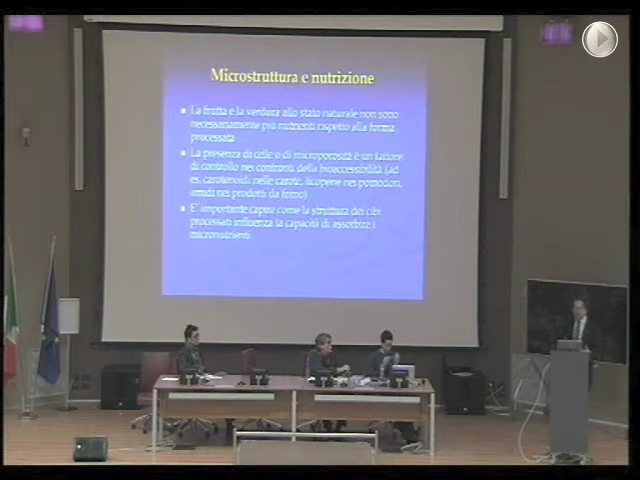 Microstruttura e nutrizione
La frutta e la verdura allo stato naturale non sono
necessariamente più nutrienti rispetto alla forma
processata
La presenza di celle o di microporosità è un fattore
di controllo nei confronti della bioaccessibilità (ad
es. carotenoidi nelle carote, licopene nei pomodori,
amidi nei prodotti da forno)
E' importante capire come la struttura dei cibi
processati influenza la capacità di assorbire i
micronutrienti